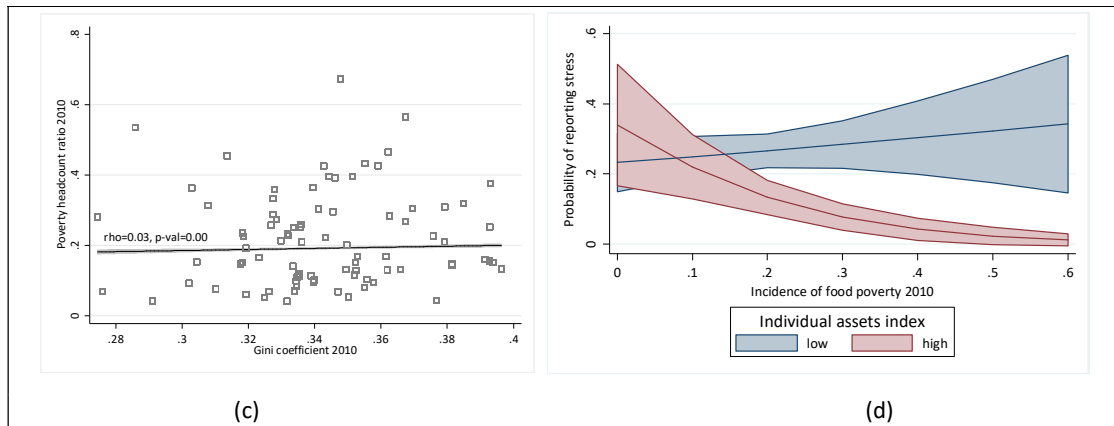 Poverty headcount ratio 2010
.8
.6
.4
.2
0
rho=0.03, p-val=0.00
.28 .3 .32 .34 .36 .38 .4
Gini coefficient 2010
(c)
Probability of reporting stress
.6
.4
.2
0
0 .1 .2 .3 .4 .5 .6
Incidence of food poverty 2010
Individual assets index
low high
(d)